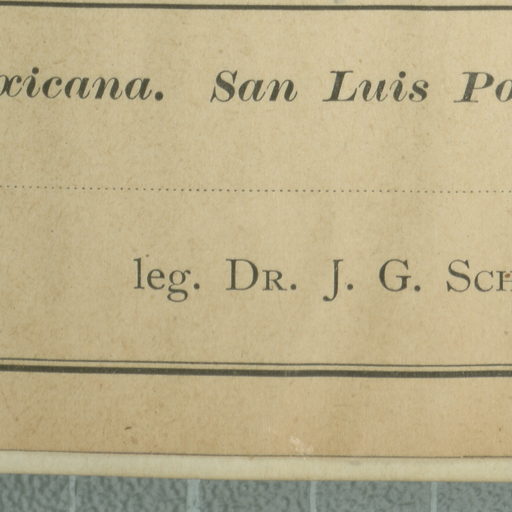 xicana. San Luis Po
leg. DR. J. G. SCH